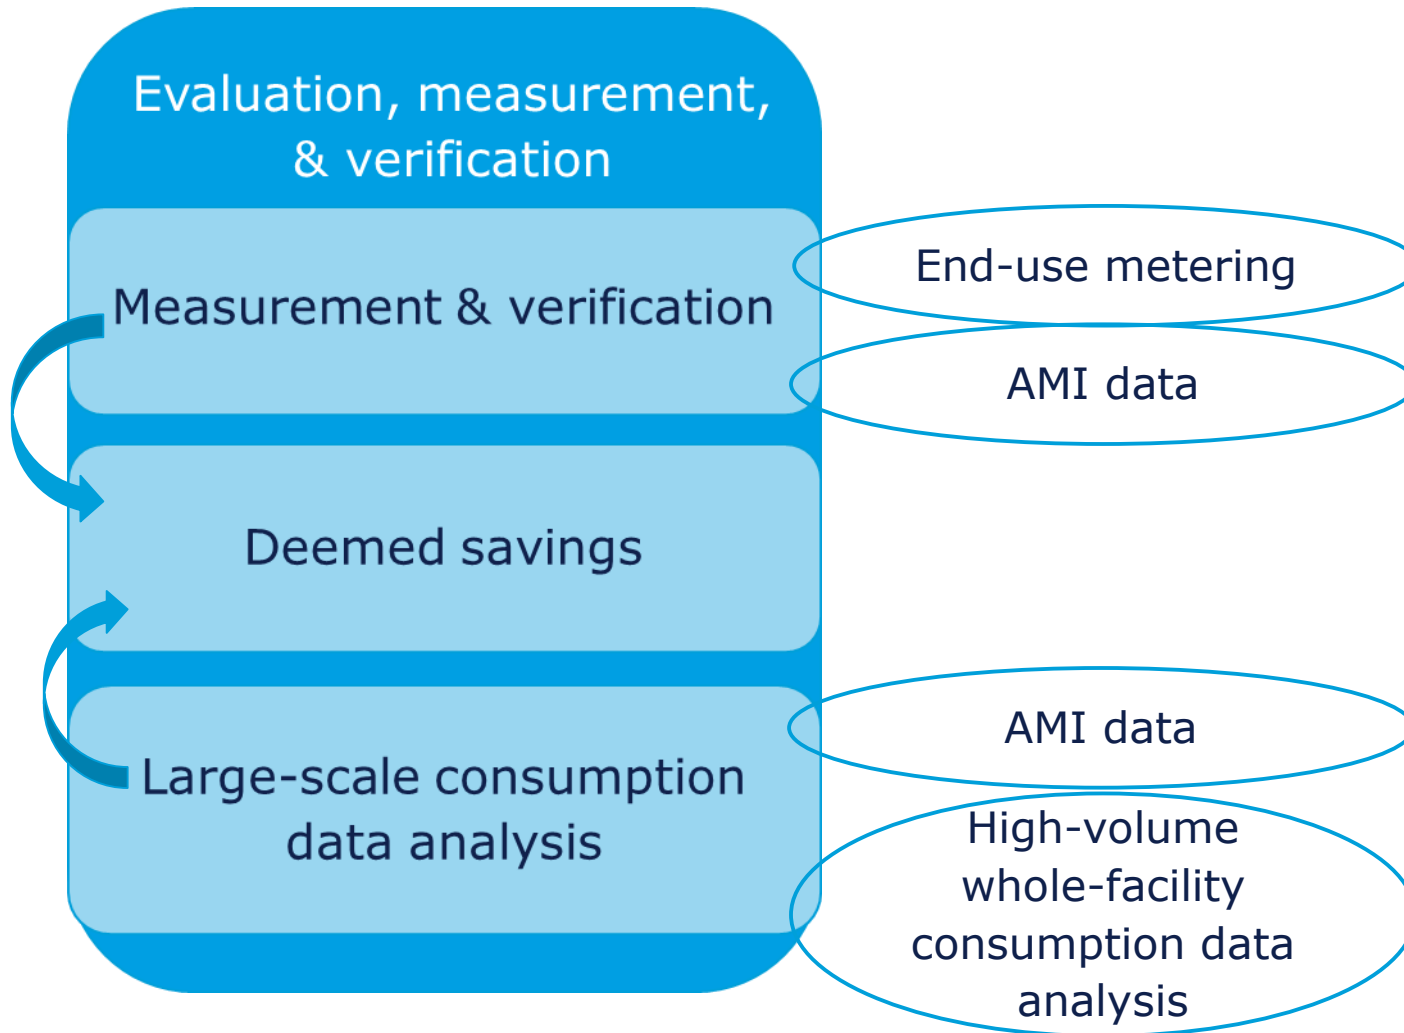 Evaluation, measurement,
& verification
Measurement & verification
End-use metering
AMI data
Deemed savings
Large-scale consumption
data analysis
AMI data
High-volume
whole-facility
consumption data
analysis